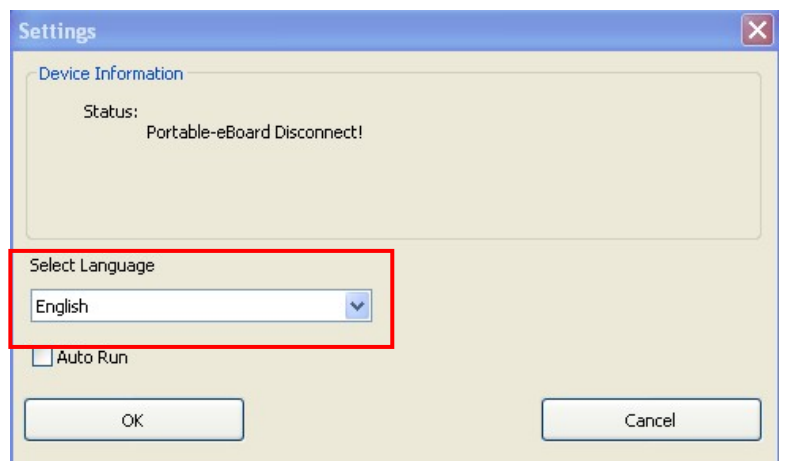 Settings
Device Information
Status:
Portable-eBoard Disconnect!
Select Language
English
Auto Run
OK
Cancel